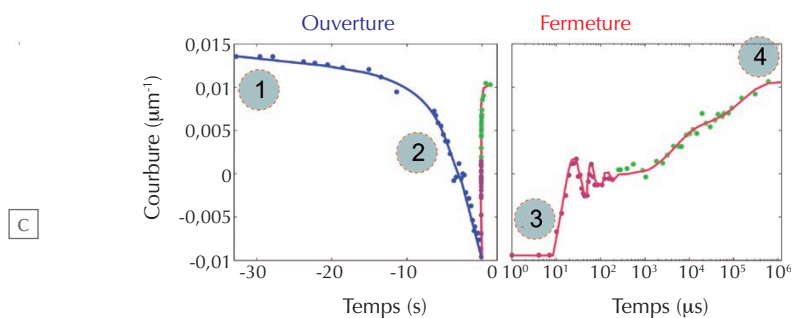 Ouverture Fermeture
0,015
0,01
0,005
0
-0,005
-0,01
Courbure (μm⁻¹)
1
2
3
4
C
-30 -20 -10 0
10⁰ 10¹ 10² 10³ 10⁴ 10⁵ 10⁶
Temps (s) Temps (μs)